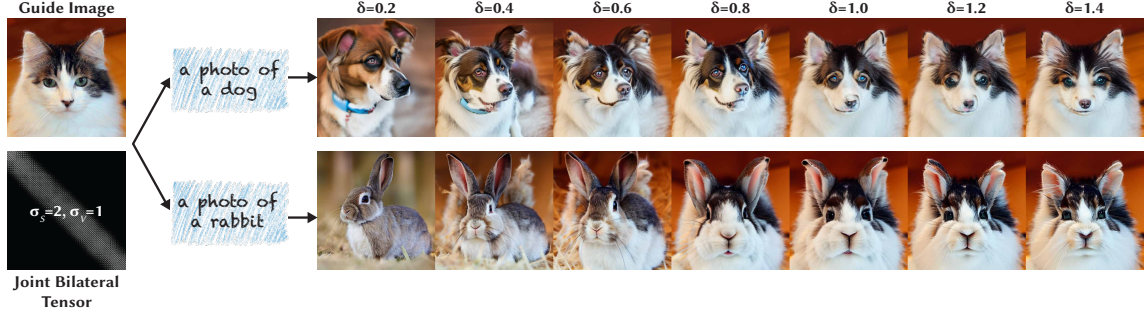 Guide Image
δ=0.2 δ=0.4 δ=0.6 δ=0.8 δ=1.0 δ=1.2 δ=1.4
a photo of
a dog
σs=2, σv=1
a photo of
a rabbit
Joint Bilateral
Tensor